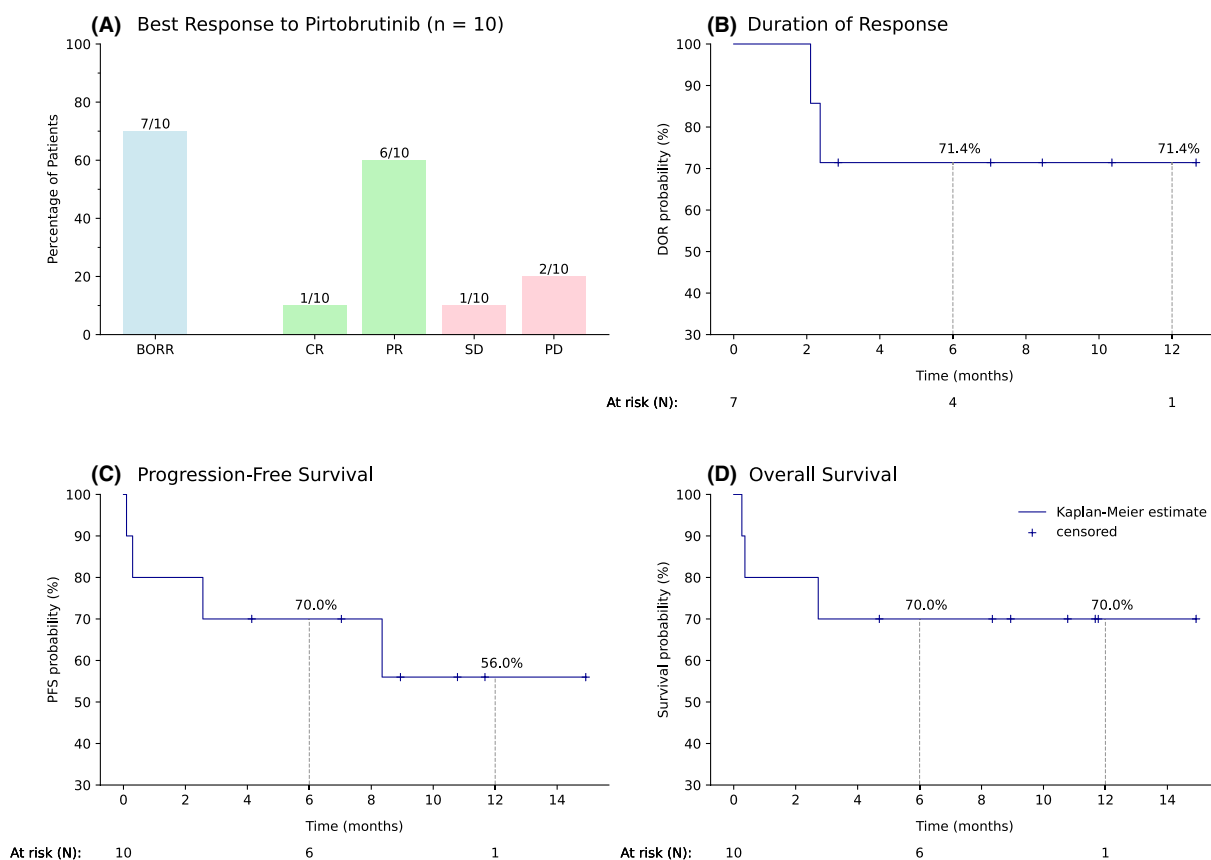 (A) Best Response to Pirtobrutinib (n = 10)
Percentage of Patients
100
80
60
40
20
0
7/10
1/10
6/10
1/10
2/10
BORR CR PR SD PD
(B) Duration of Response
DOR probability (%)
100
90
80
70
60
50
40
30
71.4% 71.4%
0 2 4 6 8 10 12
Time (months)
At risk (N): 7 4 1
(C) Progression-Free Survival
PFS probability (%)
100
90
80
70
60
50
40
30
70.0%
56.0%
0 2 4 6 8 10 12 14
Time (months)
At risk (N): 10 6 1
(D) Overall Survival
Survival probability (%)
100
90
80
70
60
50
40
30
Kaplan-Meier estimate
censored
70.0% 70.0%
0 2 4 6 8 10 12 14
Time (months)
At risk (N): 10 6 1